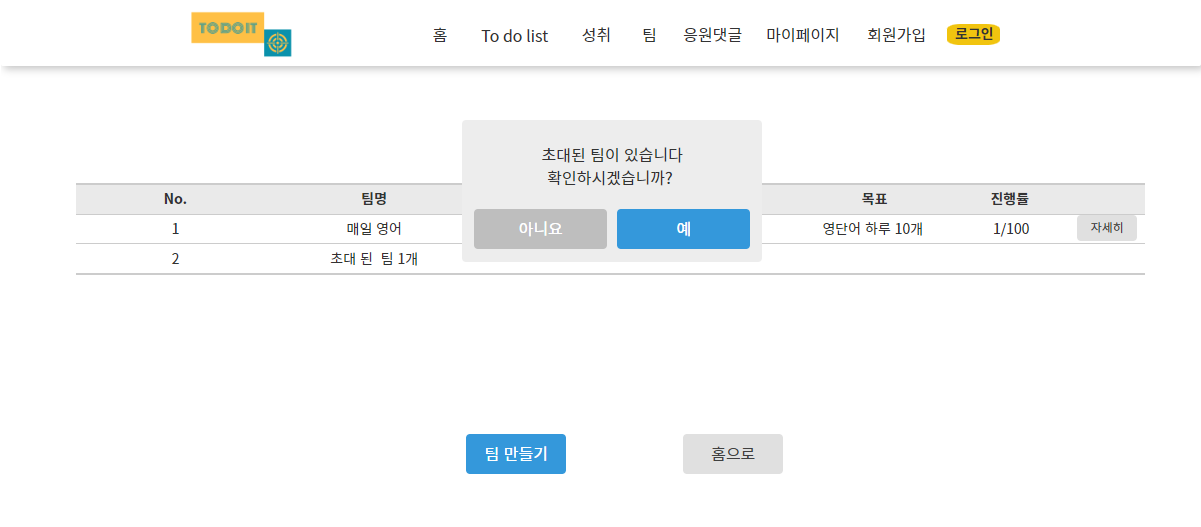 TODOIT
홈 To do list 성취 팀 응원댓글 마이페이지 회원가입 로그인
초대된 팀이 있습니다
확인하시겠습니까?
아니요 예
No. 팀명 목표 진행률
1 매일 영어 영단어 하루 10개 1/100 자세히
2 초대 된 팀 1개
팀 만들기 홈으로